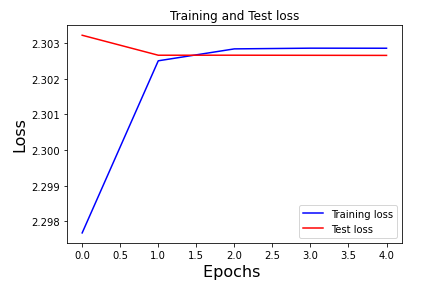 Training and Test loss
2.303
2.302
2.301
2.300
2.299
2.298
Loss
0.0 0.5 1.0 1.5 2.0 2.5 3.0 3.5 4.0
Epochs
Training loss
Test loss